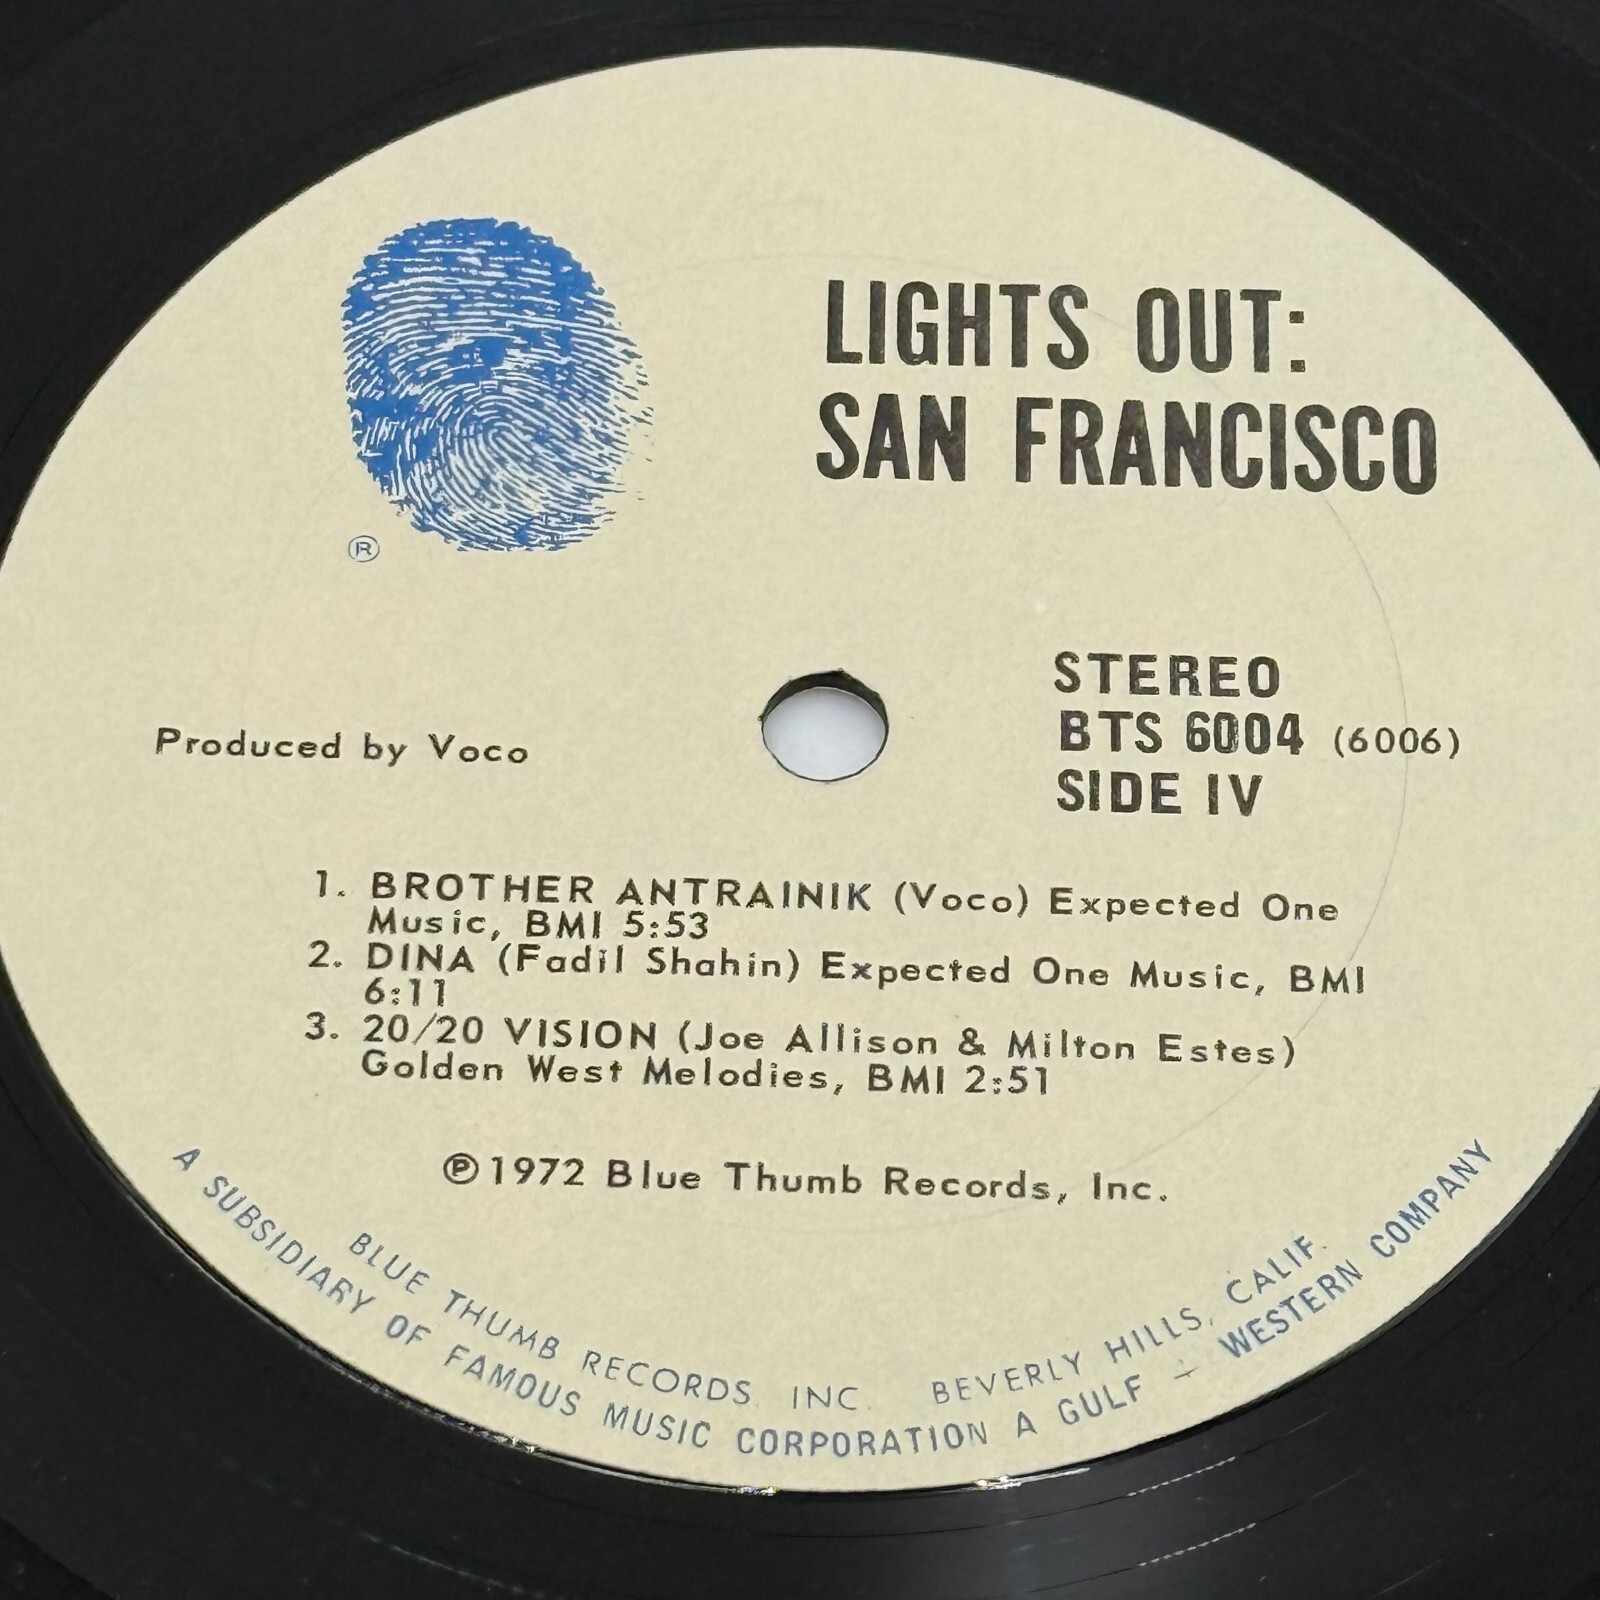 LIGHTS OUT:
SAN FRANCISCO
®
STEREO
BTS 6004 (6006)
SIDE IV
Produced by Voco
1. BROTHER ANTRAINIK (Voco) Expected One
Music, BMI 5:53
2. DINA (Fadil Shahin) Expected One Music, BMI
6:11
3. 20/20 VISION (Joe Allison & Milton Estes)
Golden West Melodies, BMI 2:51
℗1972 Blue Thumb Records, Inc.
BLUE THUMB RECORDS, INC. BEVERLY HILLS, CALIF.
A SUBSIDIARY OF FAMOUS MUSIC CORPORATION A GULF + WESTERN COMPANY